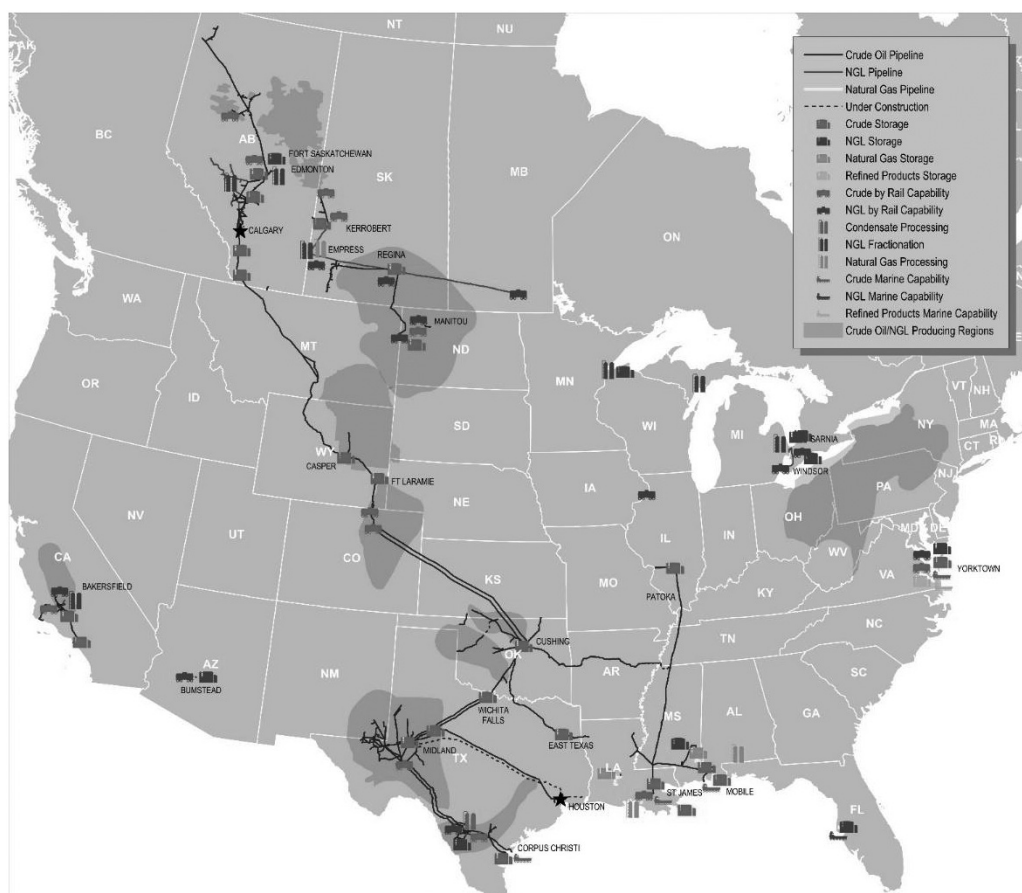 NT
NU
AK
BC
AB
SK
MB
ON
FORT SASKATCHEWAN
EDMONTON
CALGARY
KERROBERT
EMPRESS
REGINA
MANITOU
Crude Oil Pipeline
NGL Pipeline
Natural Gas Pipeline
Under Construction
Crude Storage
NGL Storage
Natural Gas Storage
Refined Products Storage
Crude by Rail Capability
NGL by Rail Capability
Condensate Processing
NGL Fractionation
Natural Gas Processing
Crude Marine Capability
NGL Marine Capability
Refined Products Marine Capability
Crude Oil/NGL Producing Regions
WA
MT
ND
MN
OR
ID
SD
WI
MI
VT
NH
NY
MA
CT
R
SARNIA
WINDSOR
WY
CASPER
FT LARAMIE
NE
IA
PA
NJ
NV
UT
CO
IL
IN
OH
MD
DE
WV
VA
YORKTOWN
CA
BAKERSFIELD
KS
MO
PATOKA
KY
CUSHING
NC
TN
AZ
BUMSTEAD
NM
OK
AR
SC
WICHITA
FALLS
MS
AL
GA
MIDLAND
TX
EAST TEXAS
LA
HOUSTON
ST JAMES
MOBILE
FL
CORPUS CHRISTI